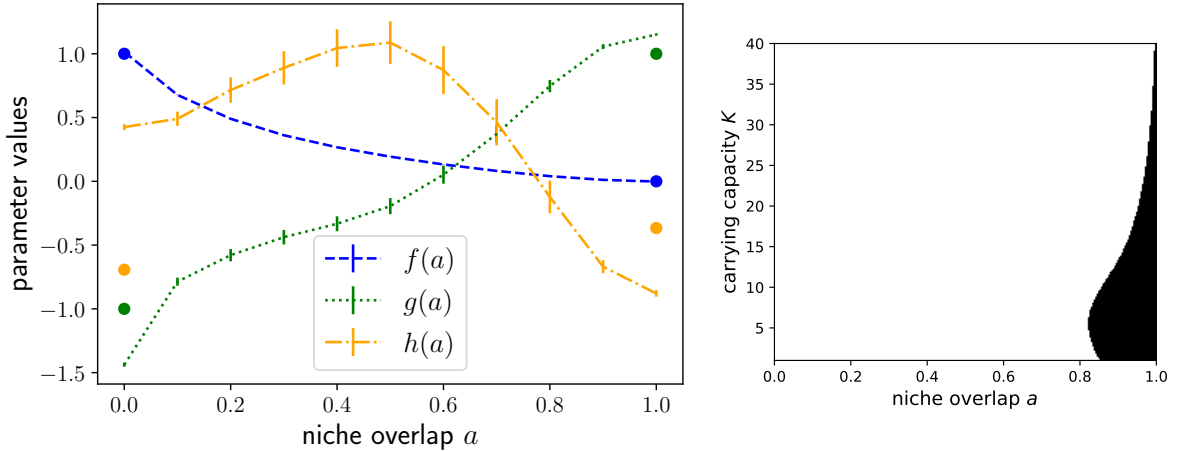 parameter values
1.0
0.5
0.0
−0.5
−1.0
−1.5
f(a)
g(a)
h(a)
0.0 0.2 0.4 0.6 0.8 1.0
niche overlap a
carrying capacity K
40
35
30
25
20
15
10
5
0.0 0.2 0.4 0.6 0.8 1.0
niche overlap a